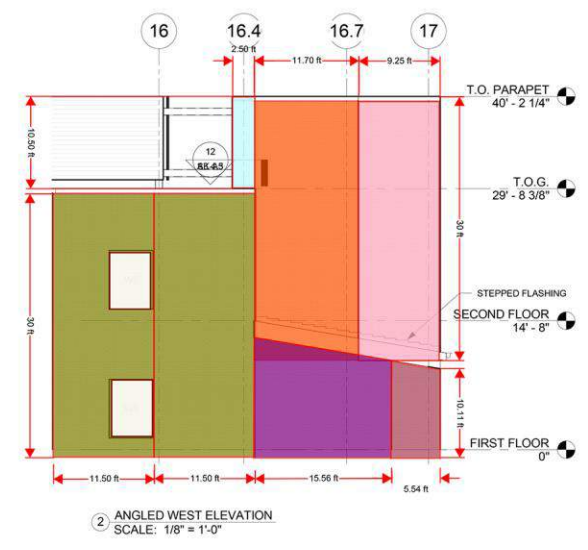 16
16.4
16.7
17
2.50 ft
11.70 ft
9.25 ft
T.O. PARAPET
40' - 2 1/4"
10.50 ft
12
T.O.G.
29' - 8 3/8"
30 ft
30 ft
STEPPED FLASHING
SECOND FLOOR
14' - 8"
10.11 ft
FIRST FLOOR
0"
11.50 ft
11.50 ft
15.56 ft
5.54 ft
2 ANGLED WEST ELEVATION
SCALE: 1/8" = 1'-0"